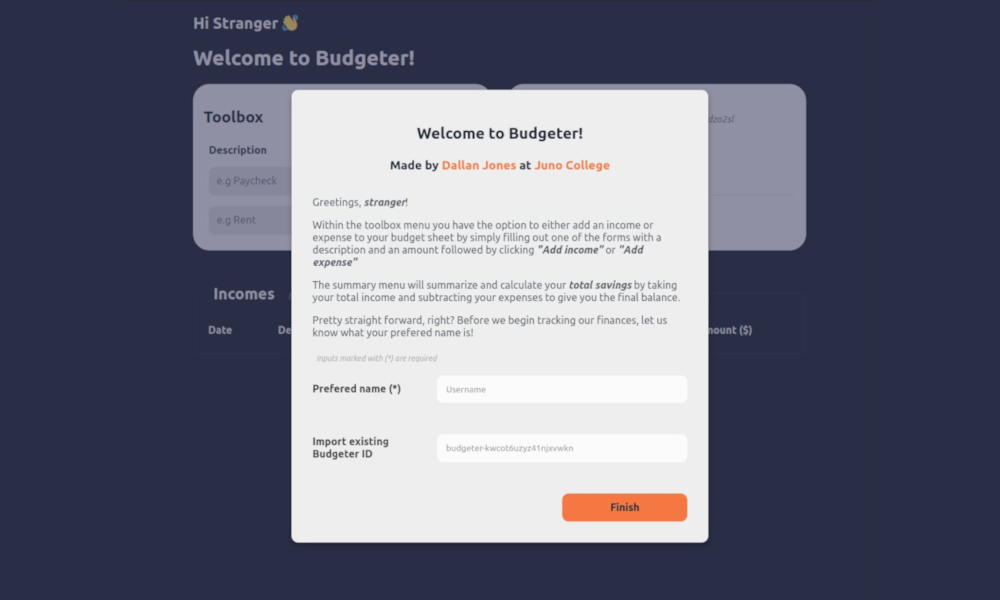 Hi Stranger 👋
Welcome to Budgeter!
Toolbox
dzo2sl
Description
e.g Paycheck
e.g Rent
Incomes
Date
mount ($)
Welcome to Budgeter!
Made by Dallan Jones at Juno College
Greetings, stranger!
Within the toolbox menu you have the option to either add an income or
expense to your budget sheet by simply filling out one of the forms with a
description and an amount followed by clicking "Add income" or "Add
expense"
The summary menu will summarize and calculate your total savings by taking
your total income and subtracting your expenses to give you the final balance.
Pretty straight forward, right? Before we begin tracking our finances, let us
know what your prefered name is!
Inputs marked with (*) are required
Prefered name (*)
Username
Import existing
Budgeter ID
budgeter-kwcot6uzyz41njxvwkn
Finish